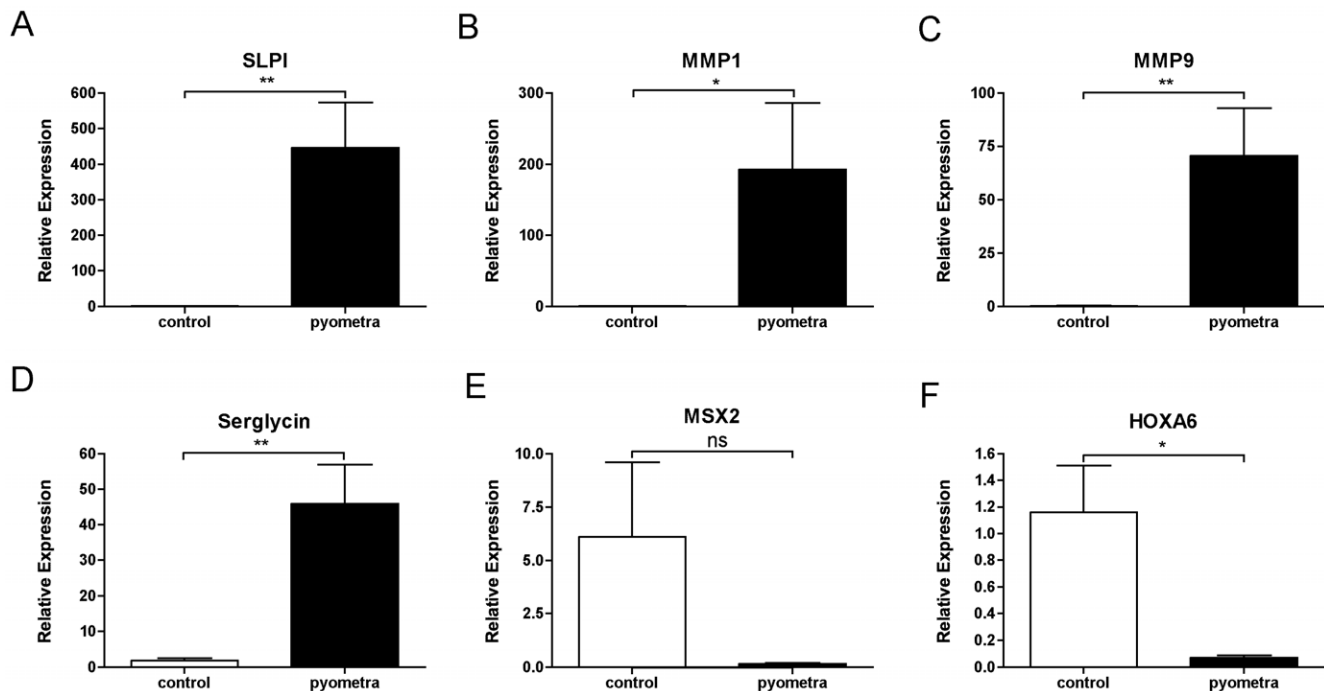 A
SLPI
**
Relative Expression
600
500
400
300
200
100
0
control
pyometra
B
MMP1
*
Relative Expression
300
200
100
0
control
pyometra
C
MMP9
**
Relative Expression
100
75
50
25
0
control
pyometra
D
Serglycin
**
Relative Expression
60
50
40
30
20
10
0
control
pyometra
E
MSX2
ns
Relative Expression
10.0
7.5
5.0
2.5
0.0
control
pyometra
F
HOXA6
*
Relative Expression
1.6
1.4
1.2
1.0
0.8
0.6
0.4
0.2
0.0
control
pyometra